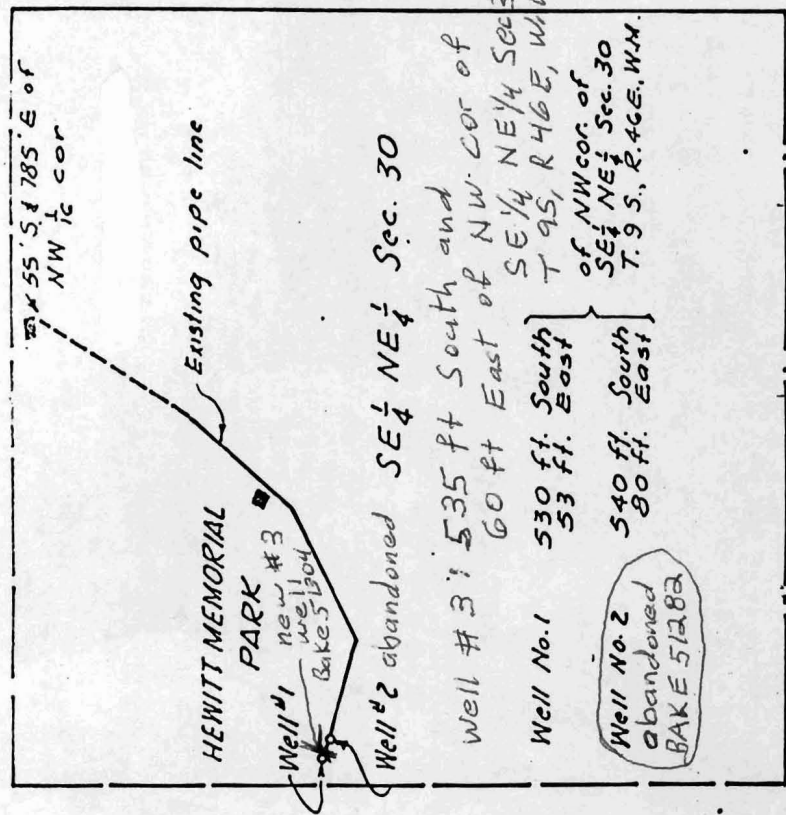 55' S. & 785' E of
NW 1/16 cor
Existing pipe line
HEWITT MEMORIAL
PARK
Well #1
new #3
well
Bake 51304
Well #2 abandoned
SE 1/4 NE 1/4 Sec. 30
Well #3: 535 ft South and
60 ft East of NW cor of
SE 1/4 NE 1/4 Sec
T 9S, R 46E,
Well No. 1
530 ft. South
53 ft. East
Well No. 2
abandoned
BAKE 51282
540 ft. South
80 ft. East
of NW cor. of
SE 1/4 NE 1/4 Sec. 30
T. 9 S., R. 46 E., W.M.